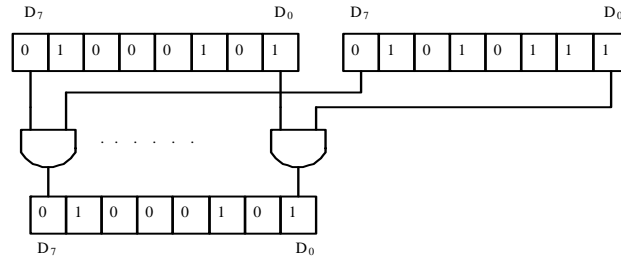 D7 D0 D7 D0
0 1 0 0 0 1 0 1 0 1 0 1 0 1 1 1
. . . . . .
0 1 0 0 0 1 0 1
D7 D0